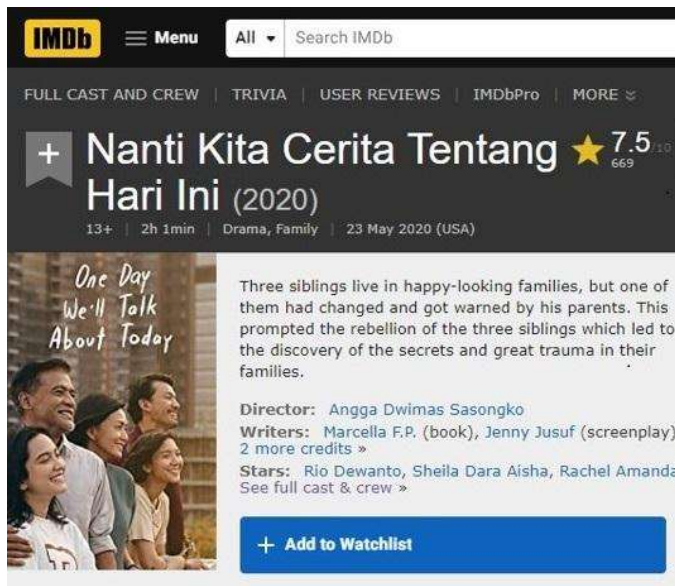 IMDb Menu All Search IMDb
FULL CAST AND CREW | TRIVIA | USER REVIEWS | IMDbPro | MORE
+ Nanti Kita Cerita Tentang 7.5/10
669
Hari Ini (2020)
13+ | 2h 1min | Drama, Family | 23 May 2020 (USA)
One Day
We'll Talk
About Today
Three siblings live in happy-looking families, but one of
them had changed and got warned by his parents. This
prompted the rebellion of the three siblings which led to
the discovery of the secrets and great trauma in their
families.
Director: Angga Dwimas Sasongko
Writers: Marcella F.P. (book), Jenny Jusuf (screenplay)
2 more credits »
Stars: Rio Dewanto, Sheila Dara Aisha, Rachel Amanda
See full cast & crew »
+ Add to Watchlist